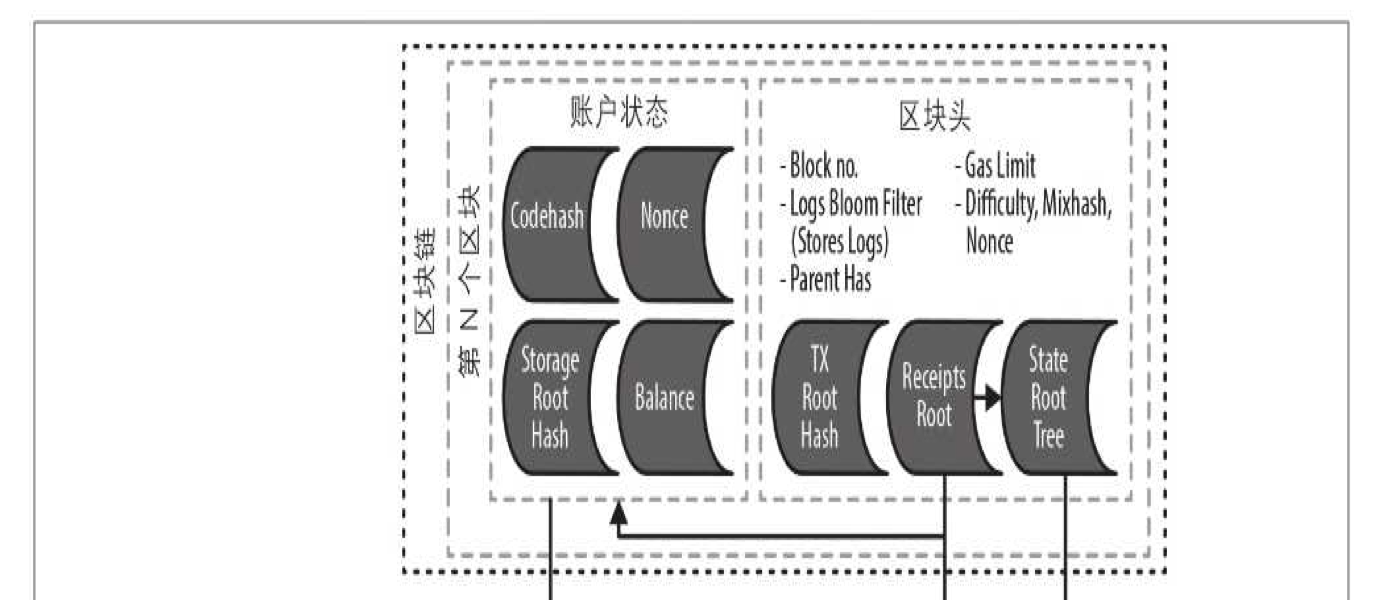 区块链
第 N 个区块
账户状态
Codehash
Nonce
Storage
Root
Hash
Balance
区块头
- Block no.
- Logs Bloom Filter
(Stores Logs)
- Parent Has
- Gas Limit
- Difficulty, Mixhash,
Nonce
TX
Root
Hash
Receipts
Root
State
Root
Tree